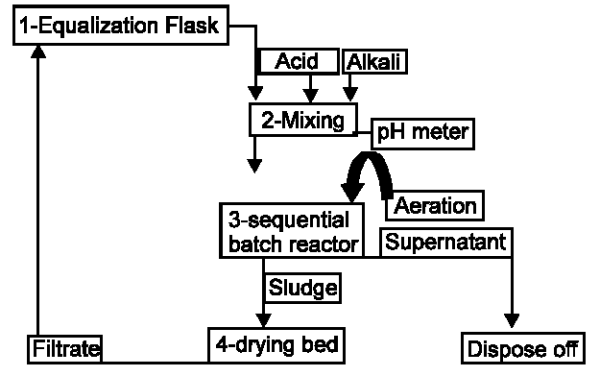 1-Equalization Flask
Acid
Alkali
2-Mixing
pH meter
Aeration
3-sequential
batch reactor
Supernatant
Sludge
Filtrate
4-drying bed
Dispose off